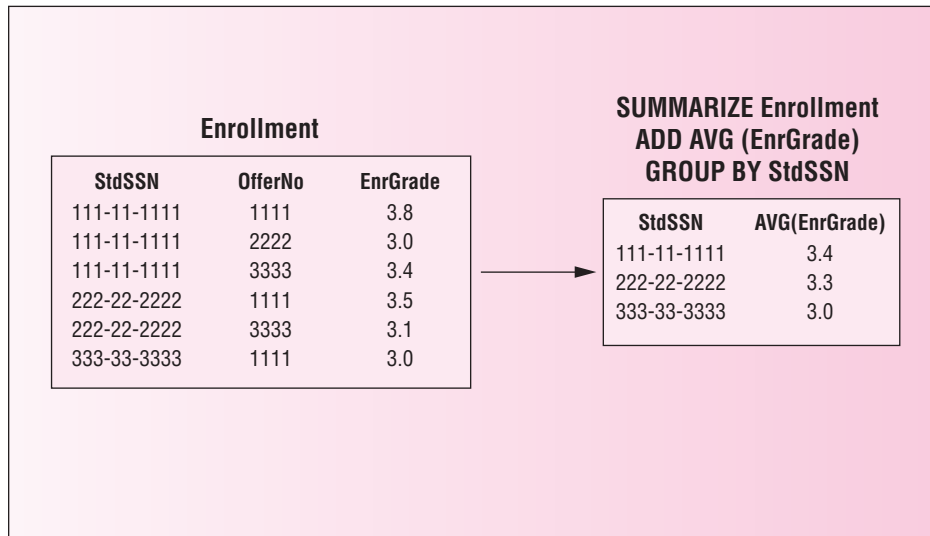 Enrollment
StdSSN OfferNo EnrGrade
111-11-1111 1111 3.8
111-11-1111 2222 3.0
111-11-1111 3333 3.4
222-22-2222 1111 3.5
222-22-2222 3333 3.1
333-33-3333 1111 3.0
SUMMARIZE Enrollment
ADD AVG (EnrGrade)
GROUP BY StdSSN
StdSSN AVG(EnrGrade)
111-11-1111 3.4
222-22-2222 3.3
333-33-3333 3.0